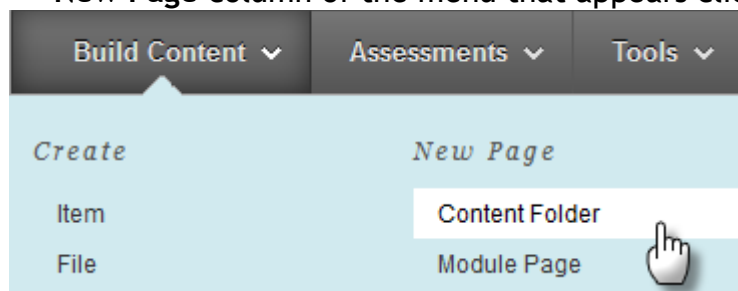 New Page column of the menu that appears
Build Content Assessments Tools
Create New Page
Item Content Folder
File Module Page